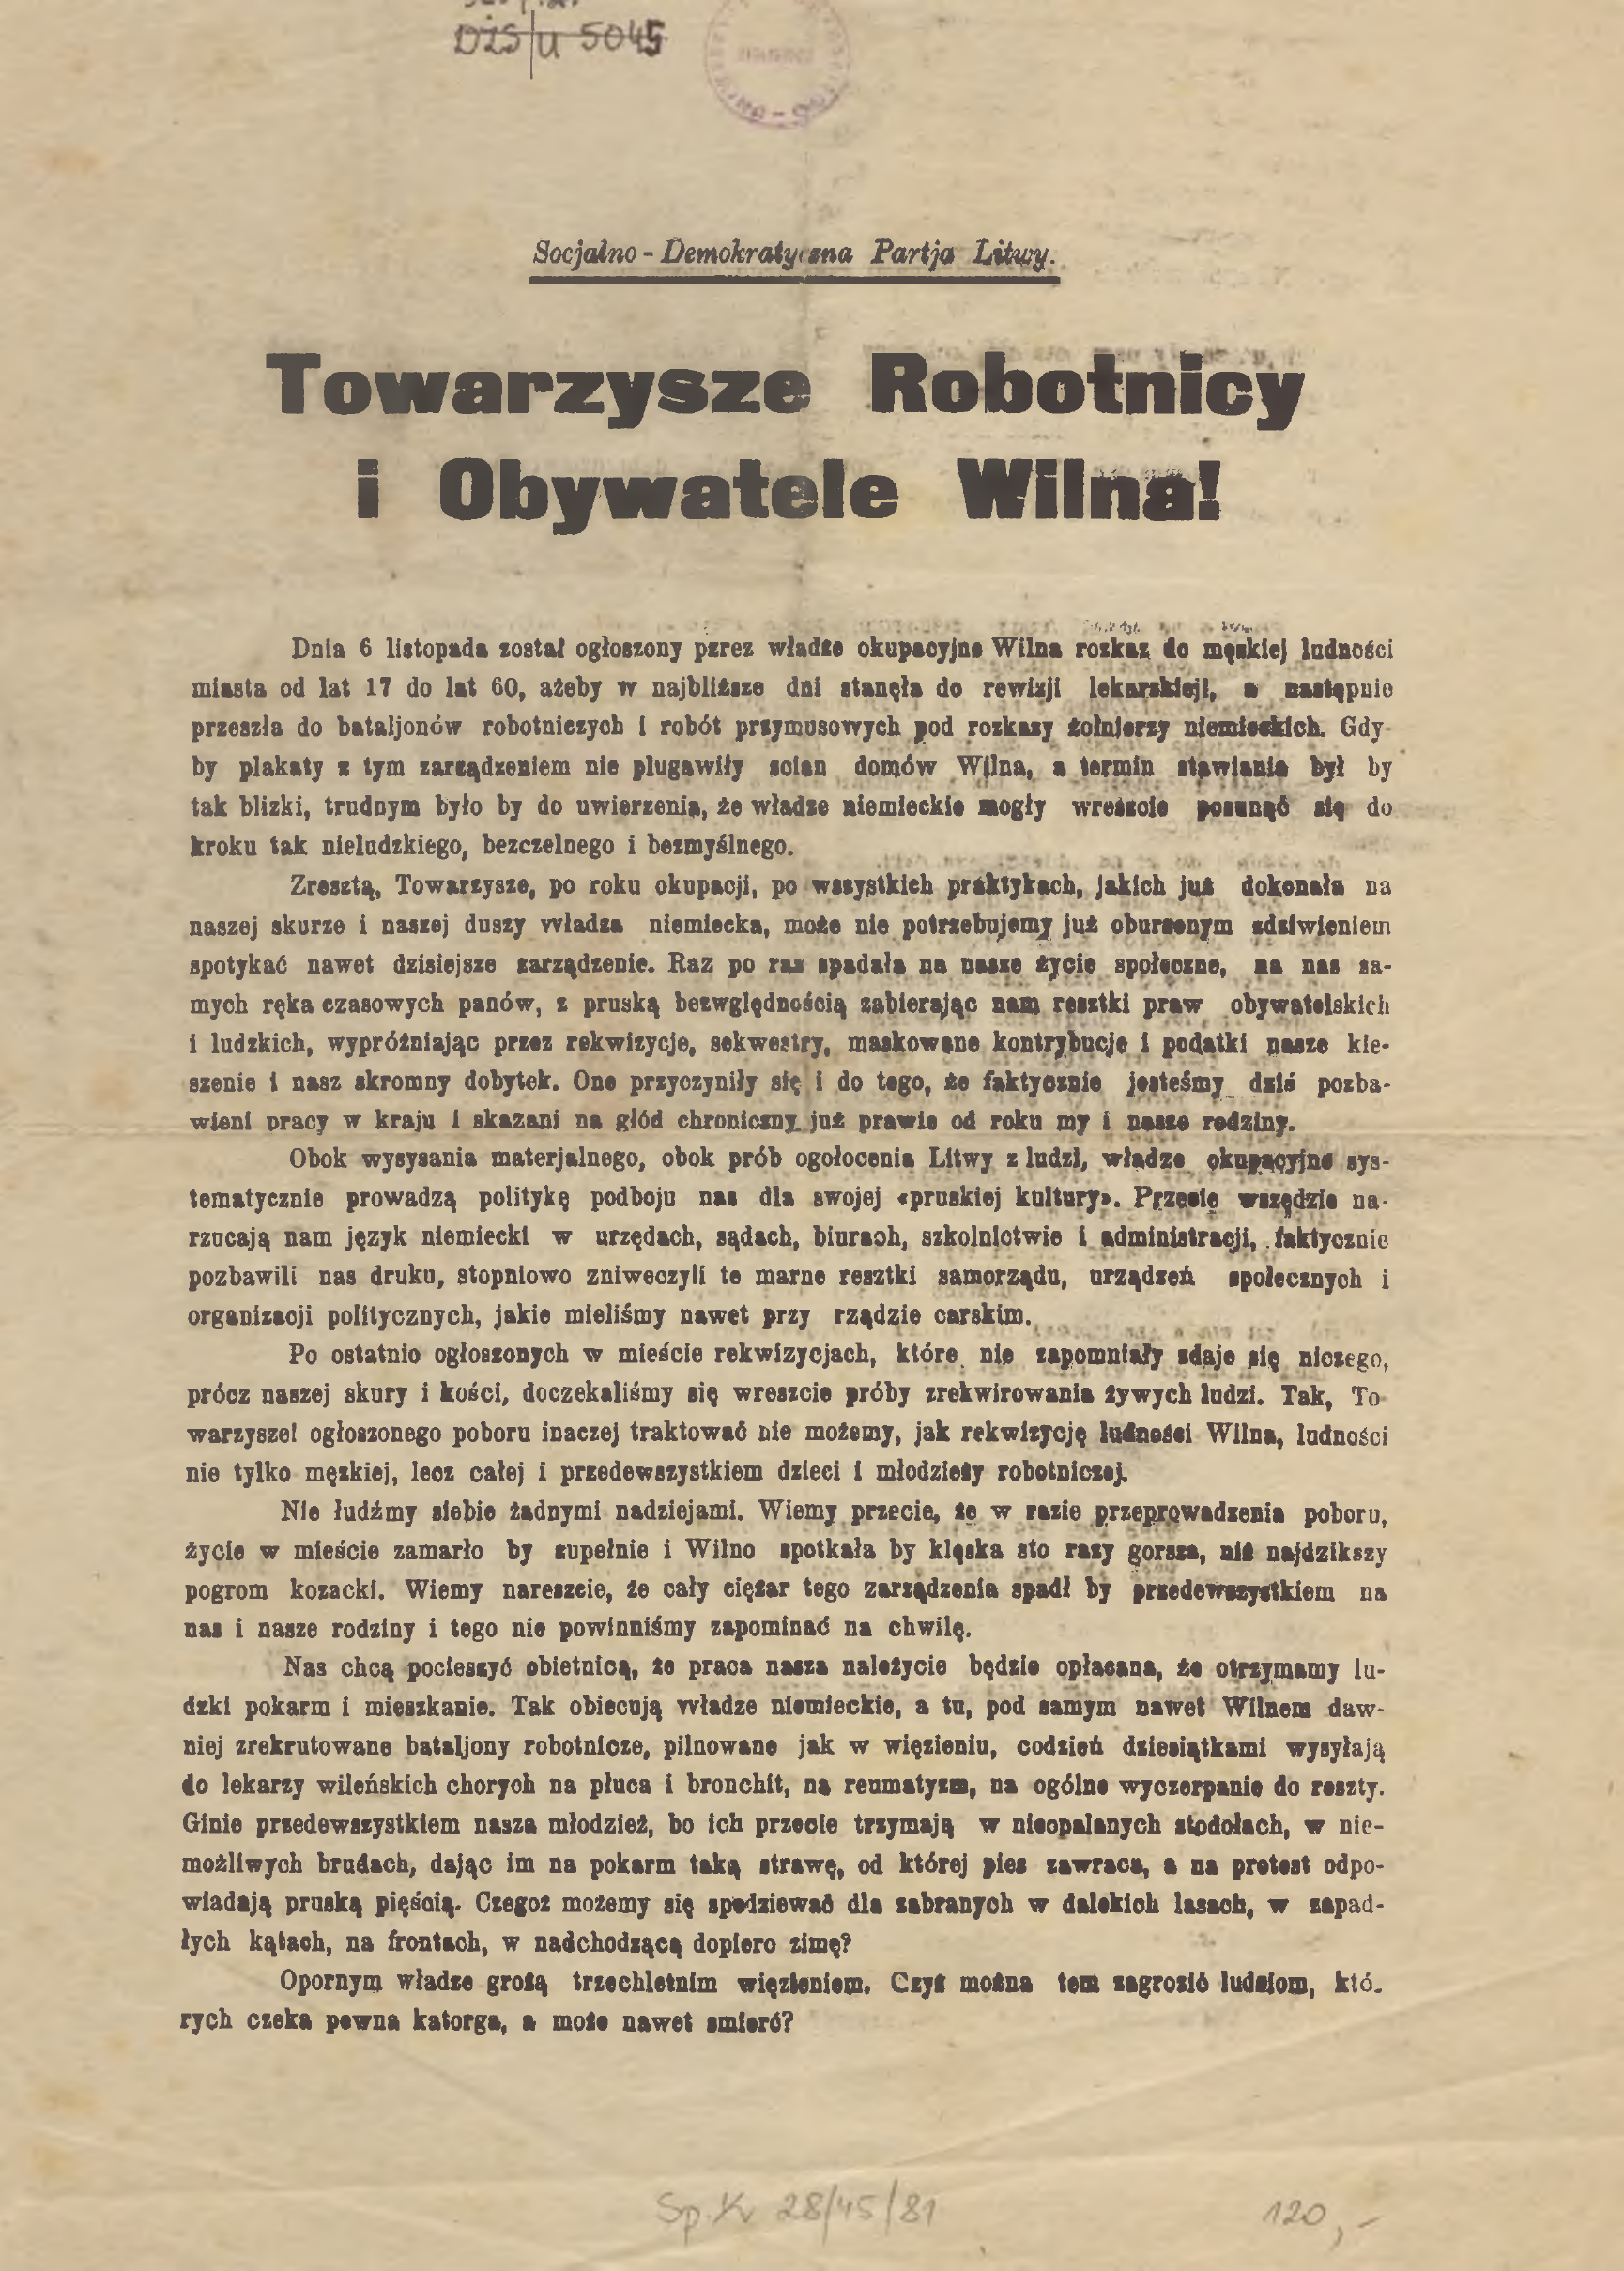 DŻS/U 5045
Socjalno-Demokratyczna Partja Litwy.
Towarzysze Robotnicy
i Obywatele Wilna!
Dnia 6 listopada został ogłoszony pzrez władze okupacyjne Wilna rozkaz do męskiej ludności
miasta od lat 17 do lat 60, ażeby w najbliższe dni stanęła do rewizji lekarskieji, a następnie
przeszła do bataljonów robotniczych i robót przymusowych pod rozkazy żołnierzy niemieckich. Gdy-
by plakaty z tym zarządzeniem nie plugawiły scian domów Wilna, a termin stawiania był by
tak blizki, trudnym było by do uwierzenia, że władze niemieckie mogły wreszcie posunąć się do
kroku tak nieludzkiego, bezczelnego i bezmyślnego.
Zresztą, Towarzysze, po roku okupacji, po wszystkich praktykach, jakich już dokonała na
naszej skurze i naszej duszy władza niemiecka, może nie potrzebujemy już oburzonym zdziwieniem
spotykać nawet dzisiejsze zarządzenie. Raz po raz spadała na nasze życie społeczne, na nas sa-
mych ręka czasowych panów, z pruską bezwględnością zabierając nam resztki praw obywatelskich
i ludzkich, wypróżniając przez rekwizycje, sekwestry, maskowane kontrybucje i podatki nasze kie-
szenie i nasz skromny dobytek. One przyczyniły się i do tego, że faktycznie jesteśmy dziś pozba-
wieni pracy w kraju i skazani na głód chroniczny już prawie od roku my i nasze rodziny.
Obok wysysania materjalnego, obok prób ogołocenia Litwy z ludzi, władze okupacyjne sys-
tematycznie prowadzą politykę podboju nas dla swojej «pruskiej kultury». Przecie wszędzie na-
rzucają nam język niemiecki w urzędach, sądach, biurach, szkolnictwie i administracji, faktycznie
pozbawili nas druku, stopniowo zniweczyli te marne resztki samorządu, urządzeń społecznych i
organizacji politycznych, jakie mieliśmy nawet przy rządzie carskim.
Po ostatnio ogłoszonych w mieście rekwizycjach, które nie zapomniały zdaje się niczego,
prócz naszej skury i kości, doczekaliśmy się wreszcie próby zrekwirowania żywych ludzi. Tak, To
warzysze! ogłoszonego poboru inaczej traktować nie możemy, jak rekwizycję ludności Wilna, ludności
nie tylko męzkiej, lecz całej i przedewszystkiem dzieci i młodzieży robotniczej.
Nie łudźmy siebie żadnymi nadziejami. Wiemy przecie, że w razie przeprowadzenia poboru,
życie w mieście zamarło by zupełnie i Wilno spotkała by klęska sto razy gorsza, niż najdzikszy
pogrom kozacki. Wiemy nareszcie, że cały ciężar tego zarządzenia spadł by przedewszystkiem na
nas i nasze rodziny i tego nie powinniśmy zapominać na chwilę.
Nas chcą pocieszyć obietnicą, że praca nasza należycie będzie opłacana, że otrzymamy lu-
dzki pokarm i mieszkanie. Tak obiecują władze niemieckie, a tu, pod samym nawet Wilnem daw-
niej zrekrutowane bataljony robotnicze, pilnowane jak w więzieniu, codzień dziesiątkami wysyłają
do lekarzy wileńskich chorych na płuca i bronchit, na reumatyzm, na ogólne wyczerpanie do reszty.
Ginie przedewszystkiem nasza młodzież, bo ich przecie trzymają w nieopalanych stodołach, w nie-
możliwych brudach, dając im na pokarm taką strawę, od której pies zawraca, a na protest odpo-
wiadają pruską pięścią. Czegoż możemy się spodziewać dla zabranych w dalekich lasach, w zapad-
łych kątach, na frontach, w nadchodzącą dopiero zimę?
Opornym władze grożą trzechletnim więzieniem. Czyż można tem zagrozić ludziom, któ-
rych czeka pewna katorga, a może nawet smierć?
Sp. Kv 28/45/81
120,-